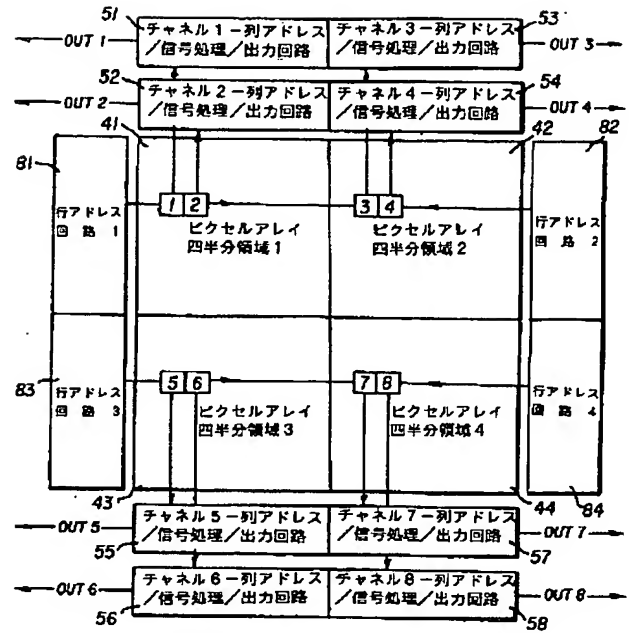 51
53
チャネル1ー列アドレス
/信号処理/出力回路
チャネル3ー列アドレス
/信号処理/出力回路
OUT 1
OUT 3
52
54
チャネル2ー列アドレス
/信号処理/出力回路
チャネル4ー列アドレス
/信号処理/出力回路
OUT 2
OUT 4
41
42
81
82
1 2
3 4
行アドレス
回路 1
ピクセルアレイ
四半分領域1
ピクセルアレイ
四半分領域2
行アドレス
回路 2
83
5 6
7 8
行アドレス
回路 3
ピクセルアレイ
四半分領域3
ピクセルアレイ
四半分領域4
行アドレス
回路 4
43
44
84
チャネル5ー列アドレス
/信号処理/出力回路
チャネル7ー列アドレス
/信号処理/出力回路
OUT 5
OUT 7
55
57
チャネル6ー列アドレス
/信号処理/出力回路
チャネル8ー列アドレス
/信号処理/出力回路
OUT 6
OUT 8
56
58